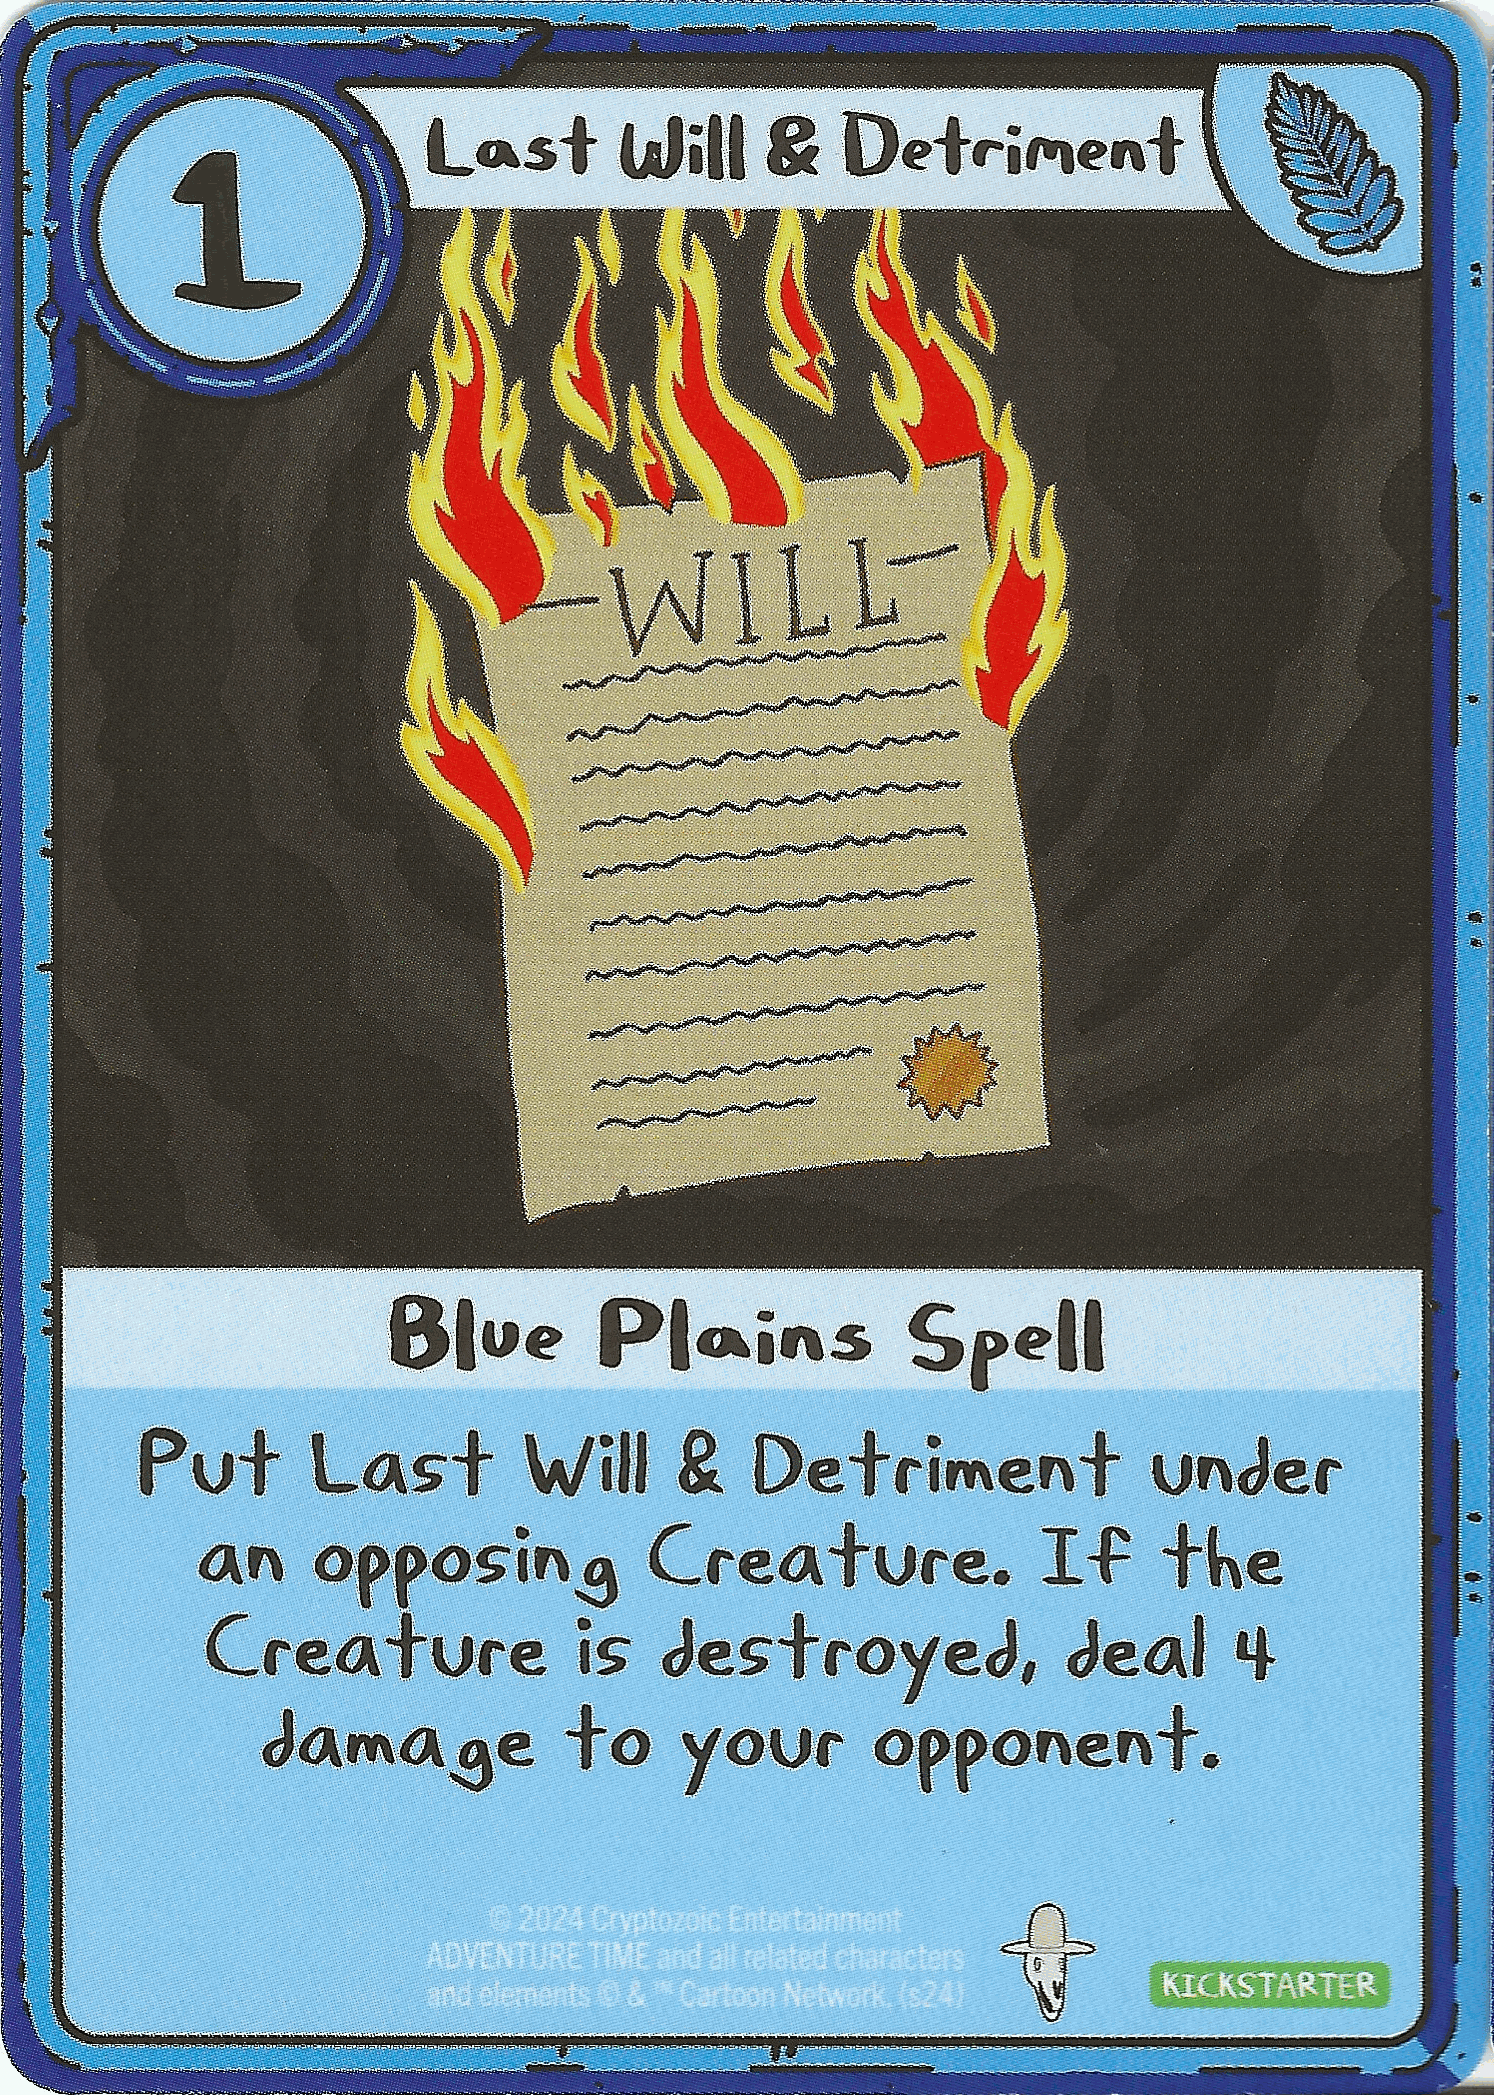 1
Last Will & Detriment
WILL
Blue Plains Spell
Put Last Will & Detriment under
an opposing Creature. If the
Creature is destroyed, deal 4
damage to your opponent.
© 2024 Cryptozoic Entertainment
ADVENTURE TIME and all related characters
and elements © & ™ Cartoon Network. (s24)
KICKSTARTER